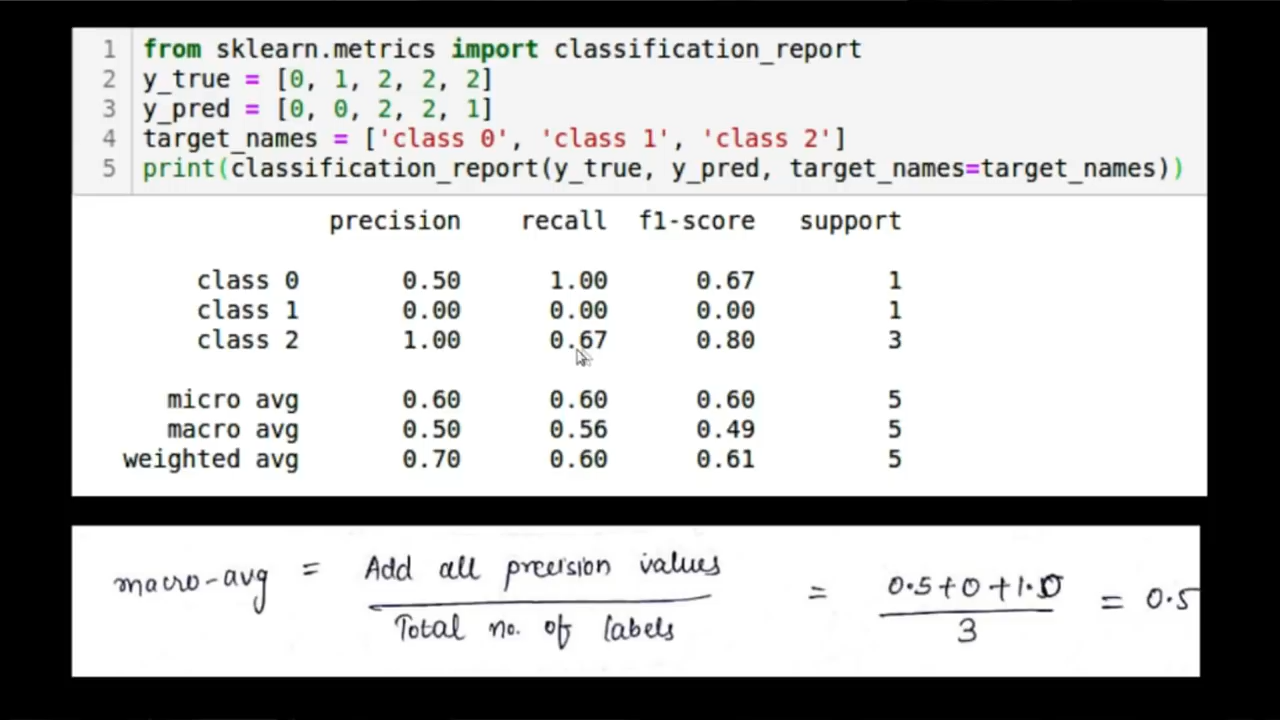 1 from sklearn.metrics import classification_report
2 y_true = [0, 1, 2, 2, 2]
3 y_pred = [0, 0, 2, 2, 1]
4 target_names = ['class 0', 'class 1', 'class 2']
5 print(classification_report(y_true, y_pred, target_names=target_names))
precision recall f1-score support
class 0 0.50 1.00 0.67 1
class 1 0.00 0.00 0.00 1
class 2 1.00 0.67 0.80 3
micro avg 0.60 0.60 0.60 5
macro avg 0.50 0.56 0.49 5
weighted avg 0.70 0.60 0.61 5
macro-avg = Add all precision values / Total no. of labels = 0.5+0+1.0 / 3 = 0.5